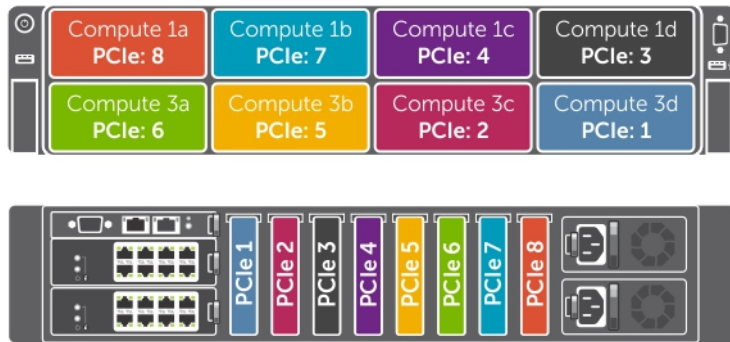 Compute 1a
PCIe: 8
Compute 1b
PCIe: 7
Compute 1c
PCIe: 4
Compute 1d
PCIe: 3
Compute 3a
PCIe: 6
Compute 3b
PCIe: 5
Compute 3c
PCIe: 2
Compute 3d
PCIe: 1
PCIe 1
PCIe 2
PCIe 3
PCIe 4
PCIe 5
PCIe 6
PCIe 7
PCIe 8